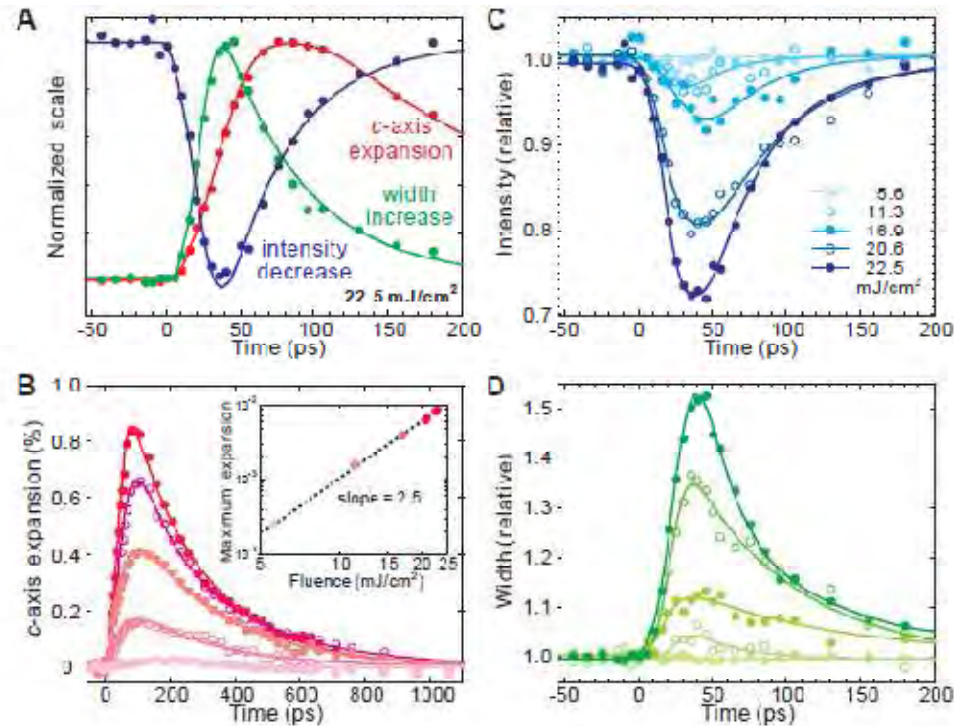 A
Normalized scale
c-axis
expansion
width
increase
intensity
decrease
22.5 mJ/cm²
-50 0 50 100 150 200
Time (ps)
C
Intensity (relative)
1.0
0.9
0.8
0.7
5.6
11.3
16.9
20.6
22.5
mJ/cm²
-50 0 50 100 150 200
Time (ps)
B
c-axis expansion (%)
1.0
0.8
0.6
0.4
0.2
0
Maximum expansion
10⁻²
10⁻³
slope = 2.5
5 10 20 25
Fluence (mJ/cm²)
0 200 400 600 800 1000
Time (ps)
D
Width (relative)
1.5
1.4
1.3
1.2
1.1
1.0
-50 0 50 100 150 200
Time (ps)